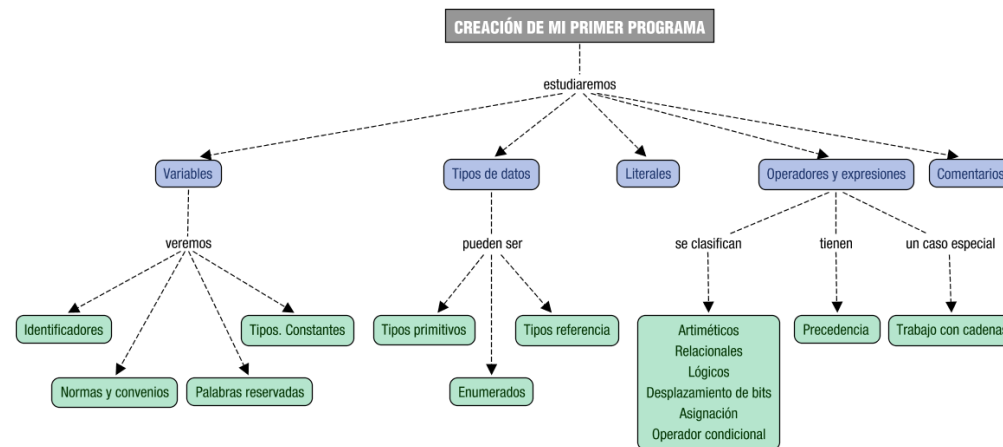 CREACIÓN DE MI PRIMER PROGRAMA
estudiaremos
Variables
Tipos de datos
Literales
Operadores y expresiones
Comentarios
veremos
pueden ser
se clasifican
tienen
un caso especial
Identificadores
Tipos. Constantes
Tipos primitivos
Tipos referencia
Artiméticos
Relacionales
Lógicos
Desplazamiento de bits
Asignación
Operador condicional
Precedencia
Trabajo con cadenas
Normas y convenios
Palabras reservadas
Enumerados